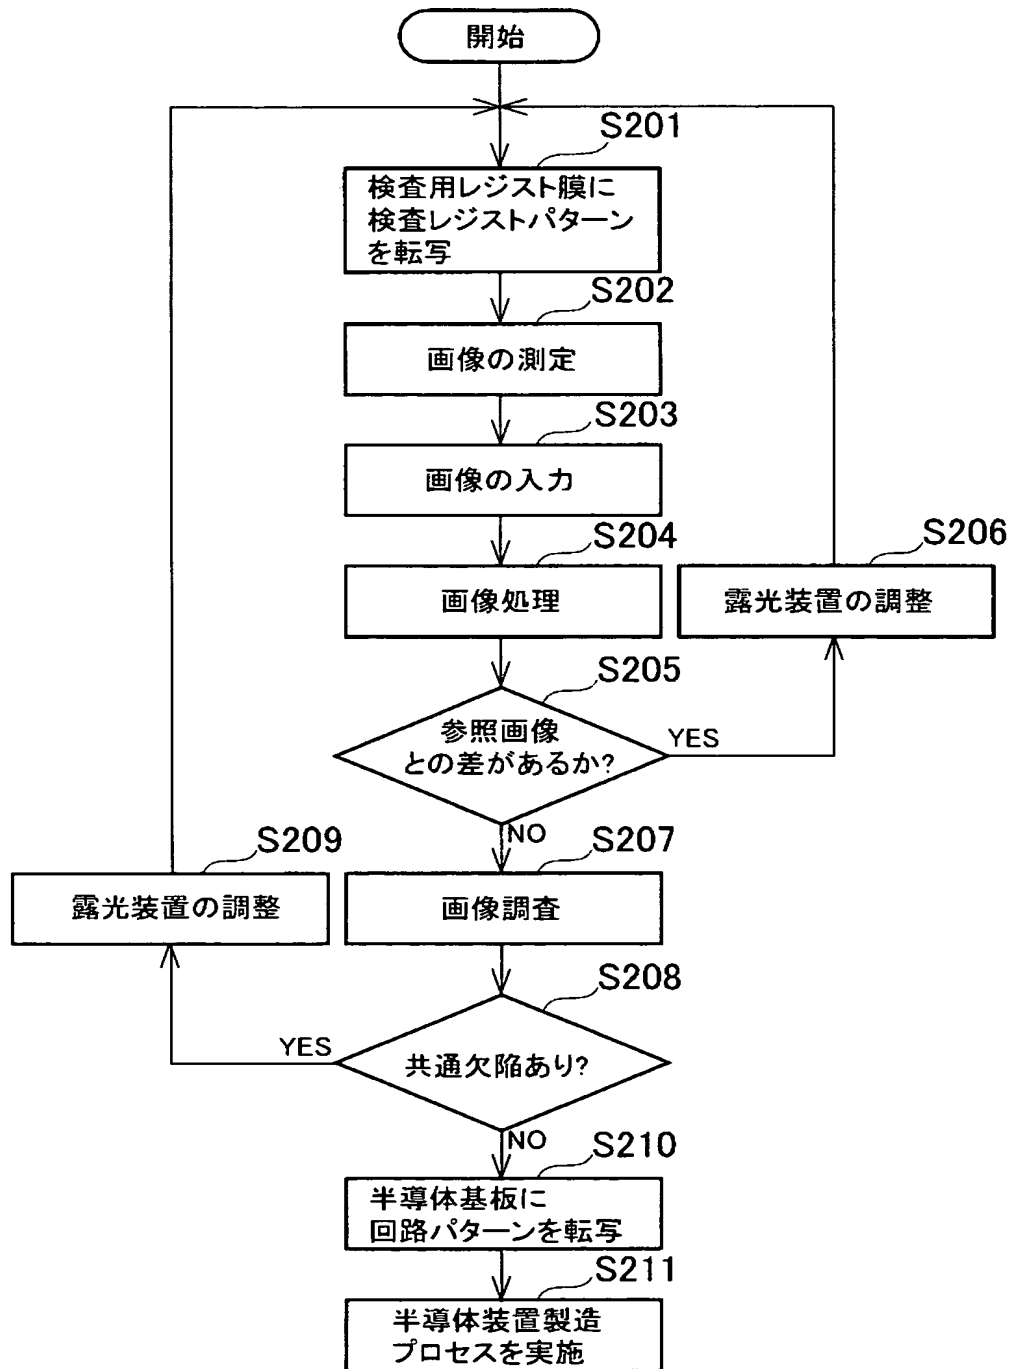 開始
S201
検査用レジスト膜に
検査レジストパターン
を転写
S202
画像の測定
S203
画像の入力
S204
画像処理
S206
露光装置の調整
S205
参照画像
との差があるか?
YES
NO
S207
画像調査
S209
露光装置の調整
S208
共通欠陥あり?
YES
NO
S210
半導体基板に
回路パターンを転写
S211
半導体装置製造
プロセスを実施